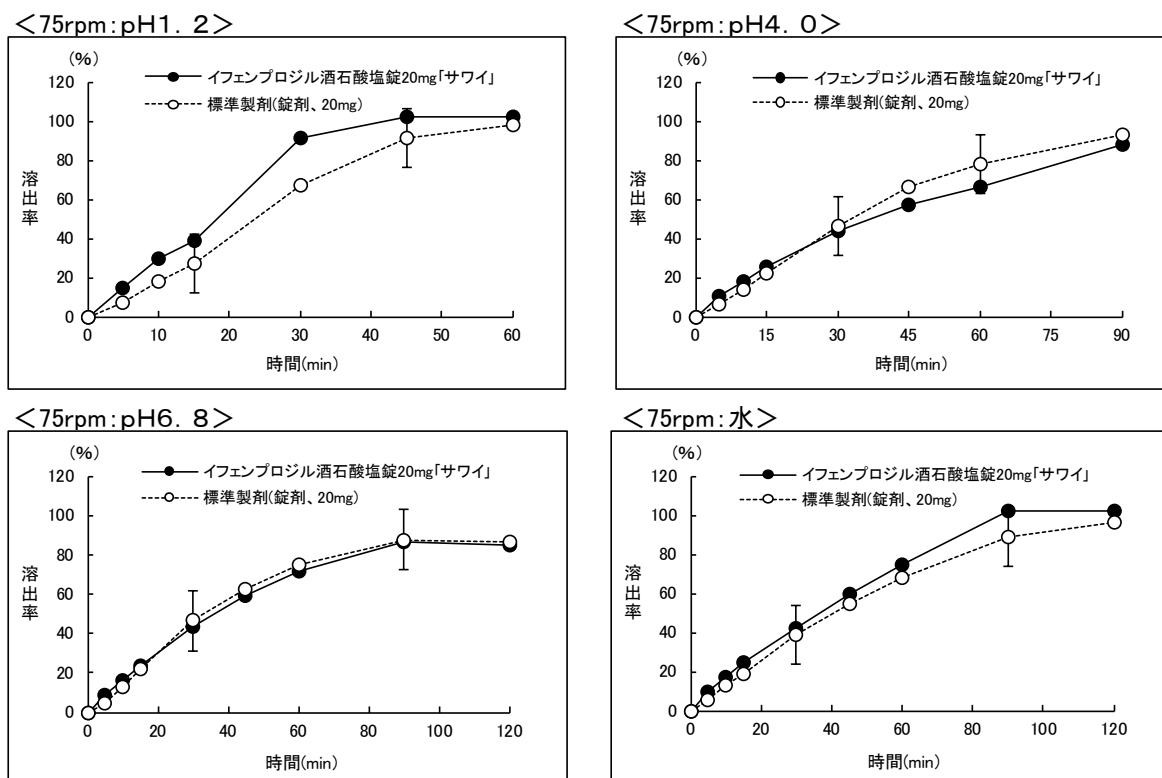 ＜75rpm：pH1．2＞
(%)
120
100
80
60
40
20
0
溶出率
イフェンプロジル酒石酸塩錠20mg｢サワイ｣
標準製剤(錠剤、20mg)
0 10 20 30 40 50 60
時間(min)
＜75rpm：pH4．0＞
(%)
120
100
80
60
40
20
0
溶出率
イフェンプロジル酒石酸塩錠20mg｢サワイ｣
標準製剤(錠剤、20mg)
0 15 30 45 60 75 90
時間(min)
＜75rpm：pH6．8＞
(%)
120
100
80
60
40
20
0
溶出率
イフェンプロジル酒石酸塩錠20mg｢サワイ｣
標準製剤(錠剤、20mg)
0 20 40 60 80 100 120
時間(min)
＜75rpm：水＞
(%)
120
100
80
60
40
20
0
溶出率
イフェンプロジル酒石酸塩錠20mg｢サワイ｣
標準製剤(錠剤、20mg)
0 20 40 60 80 100 120
時間(min)